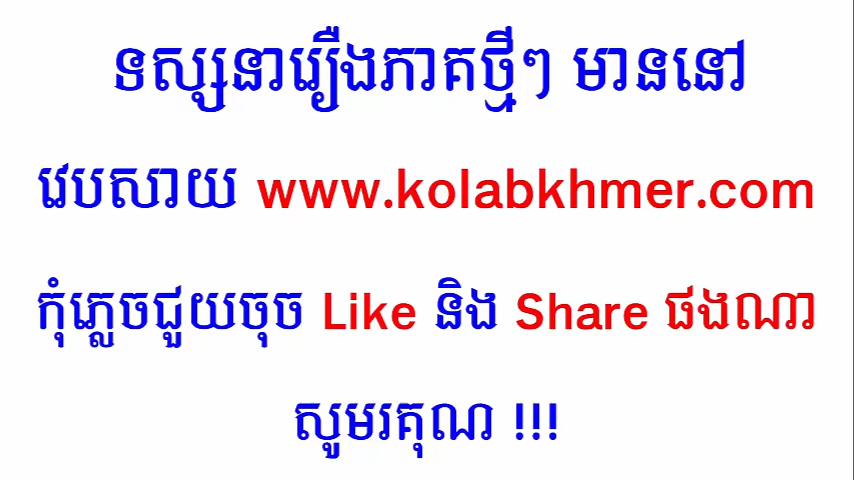 ទស្សនារឿងភាគថ្មីៗ មាននៅ
វេបសាយ www.kolabkhmer.com
កុំភ្លេចជួយចុច Like និង Share ផងណា
សូមរគុណ !!!